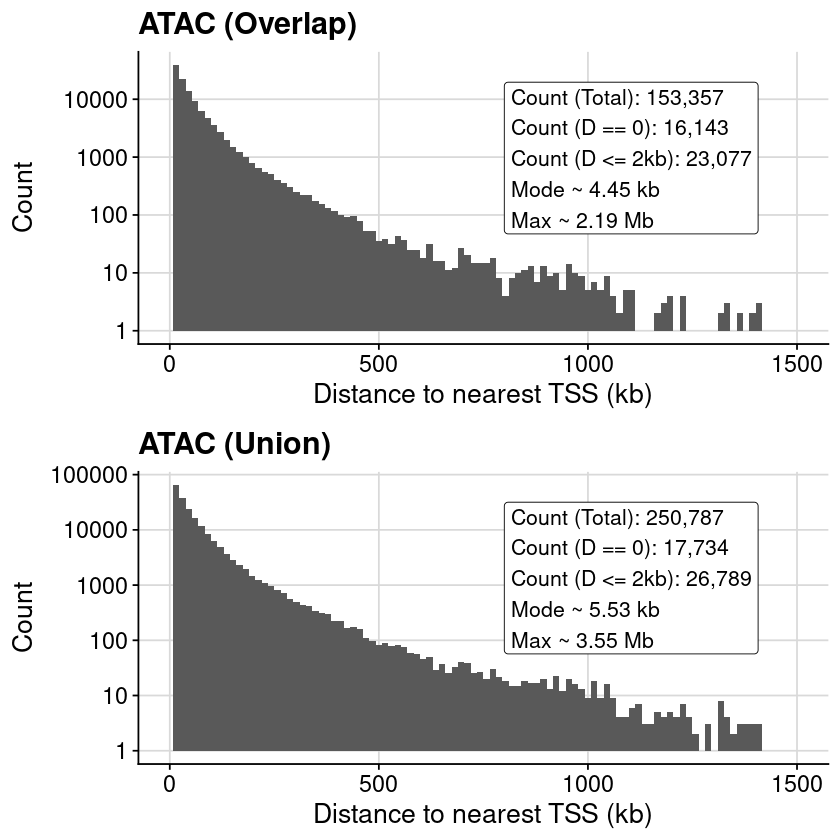 ATAC (Overlap)
Count
10000
1000
100
10
1
Count (Total): 153,357
Count (D == 0): 16,143
Count (D <= 2kb): 23,077
Mode ~ 4.45 kb
Max ~ 2.19 Mb
0 500 1000 1500
Distance to nearest TSS (kb)
ATAC (Union)
Count
100000
10000
1000
100
10
1
Count (Total): 250,787
Count (D == 0): 17,734
Count (D <= 2kb): 26,789
Mode ~ 5.53 kb
Max ~ 3.55 Mb
0 500 1000 1500
Distance to nearest TSS (kb)